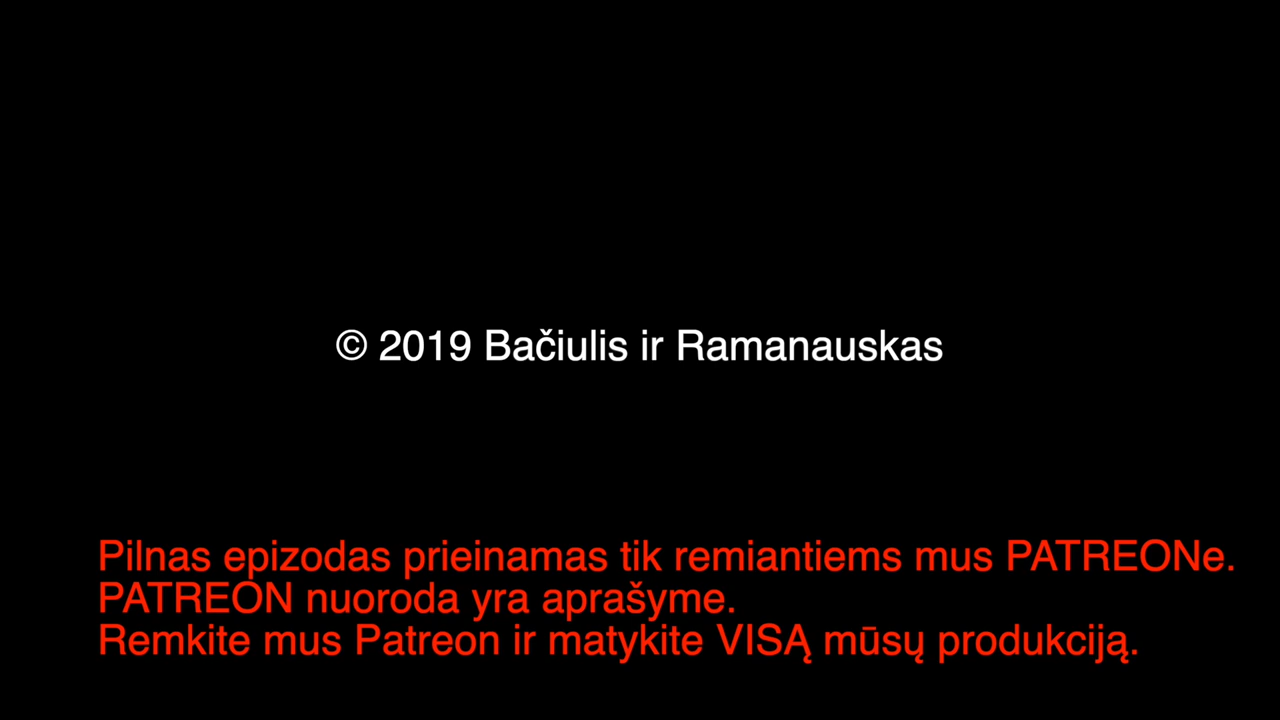 © 2019 Bačiulis ir Ramanauskas
Pilnas epizodas prieinamas tik remiantiems mus PATREONe.
PATREON nuoroda yra aprašyme.
Remkite mus Patreon ir matykite VISĄ mūsų produkciją.